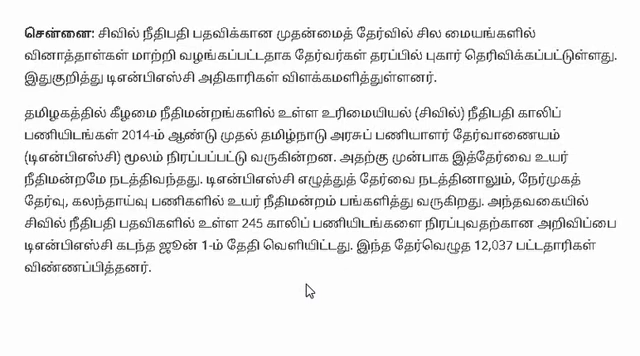 சென்னை: சிவில் நீதிபதி பதவிக்கான முதன்மைத் தேர்வில் சில மையங்களில்
வினாத்தாள்கள் மாற்றி வழங்கப்பட்டதாக தேர்வர்கள் தரப்பில் புகார் தெரிவிக்கப்பட்டுள்ளது.
இதுகுறித்து டிஎன்பிஎஸ்சி அதிகாரிகள் விளக்கமளித்துள்ளனர்.
தமிழகத்தில் கீழமை நீதிமன்றங்களில் உள்ள உரிமையியல் (சிவில்) நீதிபதி காலிப்
பணியிடங்கள் 2014-ம் ஆண்டு முதல் தமிழ்நாடு அரசுப் பணியாளர் தேர்வாணையம்
(டிஎன்பிஎஸ்சி) மூலம் நிரப்பப்பட்டு வருகின்றன. அதற்கு முன்பாக இத்தேர்வை உயர்
நீதிமன்றமே நடத்திவந்தது. டிஎன்பிஎஸ்சி எழுத்துத் தேர்வை நடத்தினாலும், நேர்முகத்
தேர்வு, கலந்தாய்வு பணிகளில் உயர் நீதிமன்றம் பங்களித்து வருகிறது. அந்தவகையில்
சிவில் நீதிபதி பதவிகளில் உள்ள 245 காலிப் பணியிடங்களை நிரப்புவதற்கான அறிவிப்பை
டிஎன்பிஎஸ்சி கடந்த ஜூன் 1-ம் தேதி வெளியிட்டது. இந்த தேர்வெழுத 12,037 பட்டதாரிகள்
விண்ணப்பித்தனர்.